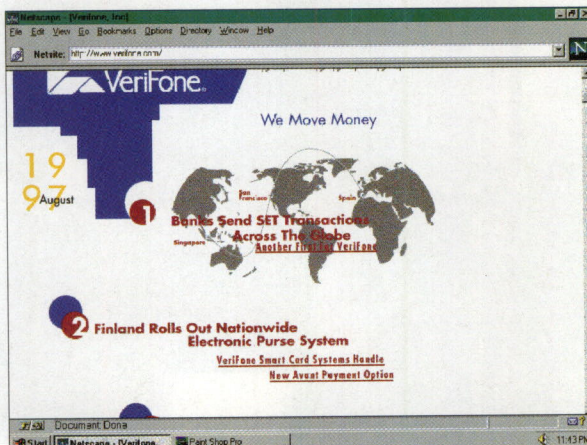 Netscape - [Verifone, Inc]
File Edit View Go Bookmarks Options Directory Window Help
Netsite: http://www.verifone.com/
VeriFone
We Move Money
19
97
August
San
Francisco
Spain
Singapore
1
Banks Send SET Transactions
Across The Globe
Another First For VeriFone
2
Finland Rolls Out Nationwide
Electronic Purse System
VeriFone Smart Card Systems Handle
New Avant Payment Option
Document Done
Start Netscape - [Verifone, Paint Shop Pro 11:43 P